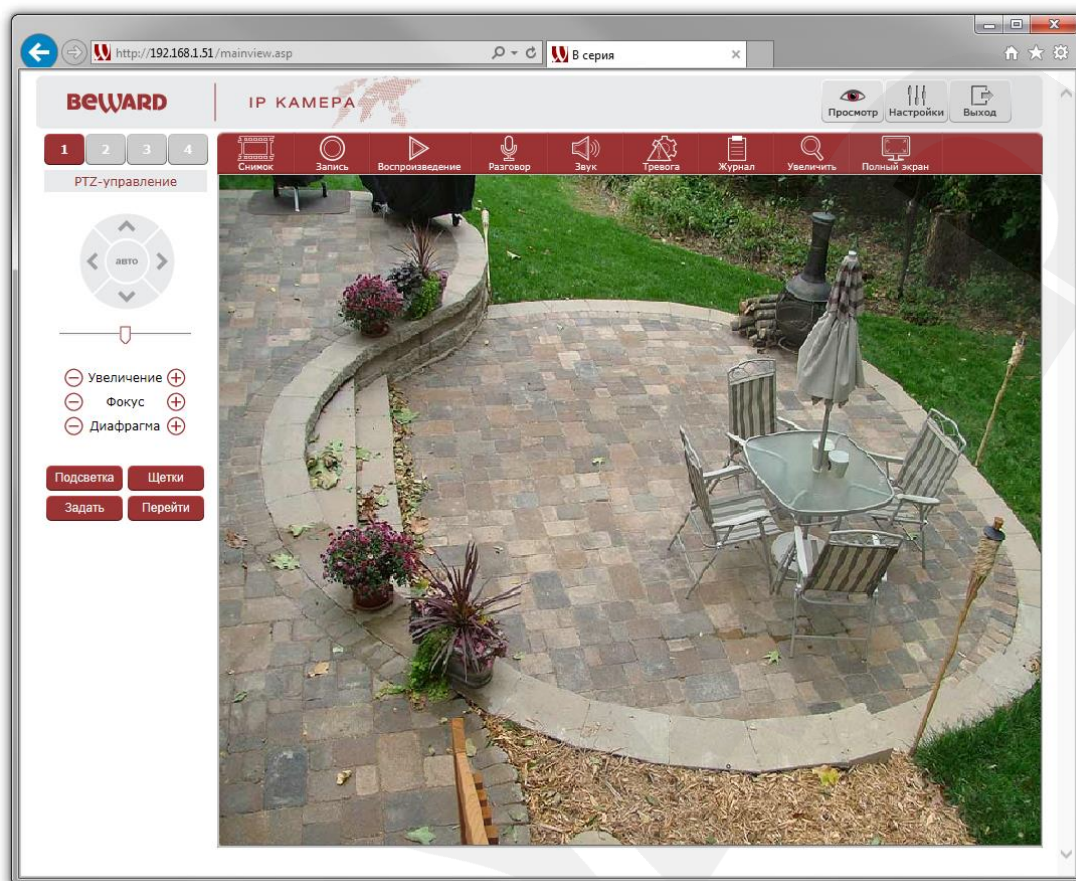 http://192.168.1.51/mainview.asp
В серия
BEWARD
IP КАМЕРА
Просмотр Настройки Выход
1 2 3 4
Снимок Запись Воспроизведение Разговор Звук Тревога Журнал Увеличить Полный экран
PTZ-управление
авто
Увеличение
Фокус
Диафрагма
Подсветка Щетки
Задать Перейти